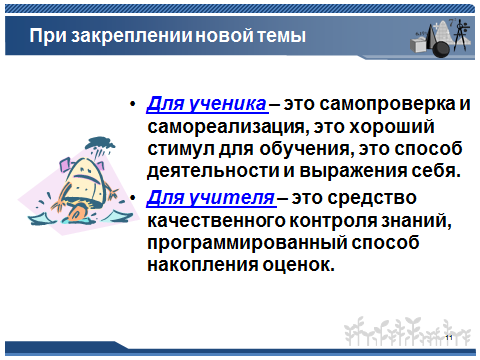 При закреплении новой темы
• Для ученика – это самопроверка и
самореализация, это хороший
стимул для обучения, это способ
деятельности и выражения себя.
• Для учителя – это средство
качественного контроля знаний,
программированный способ
накопления оценок.
11